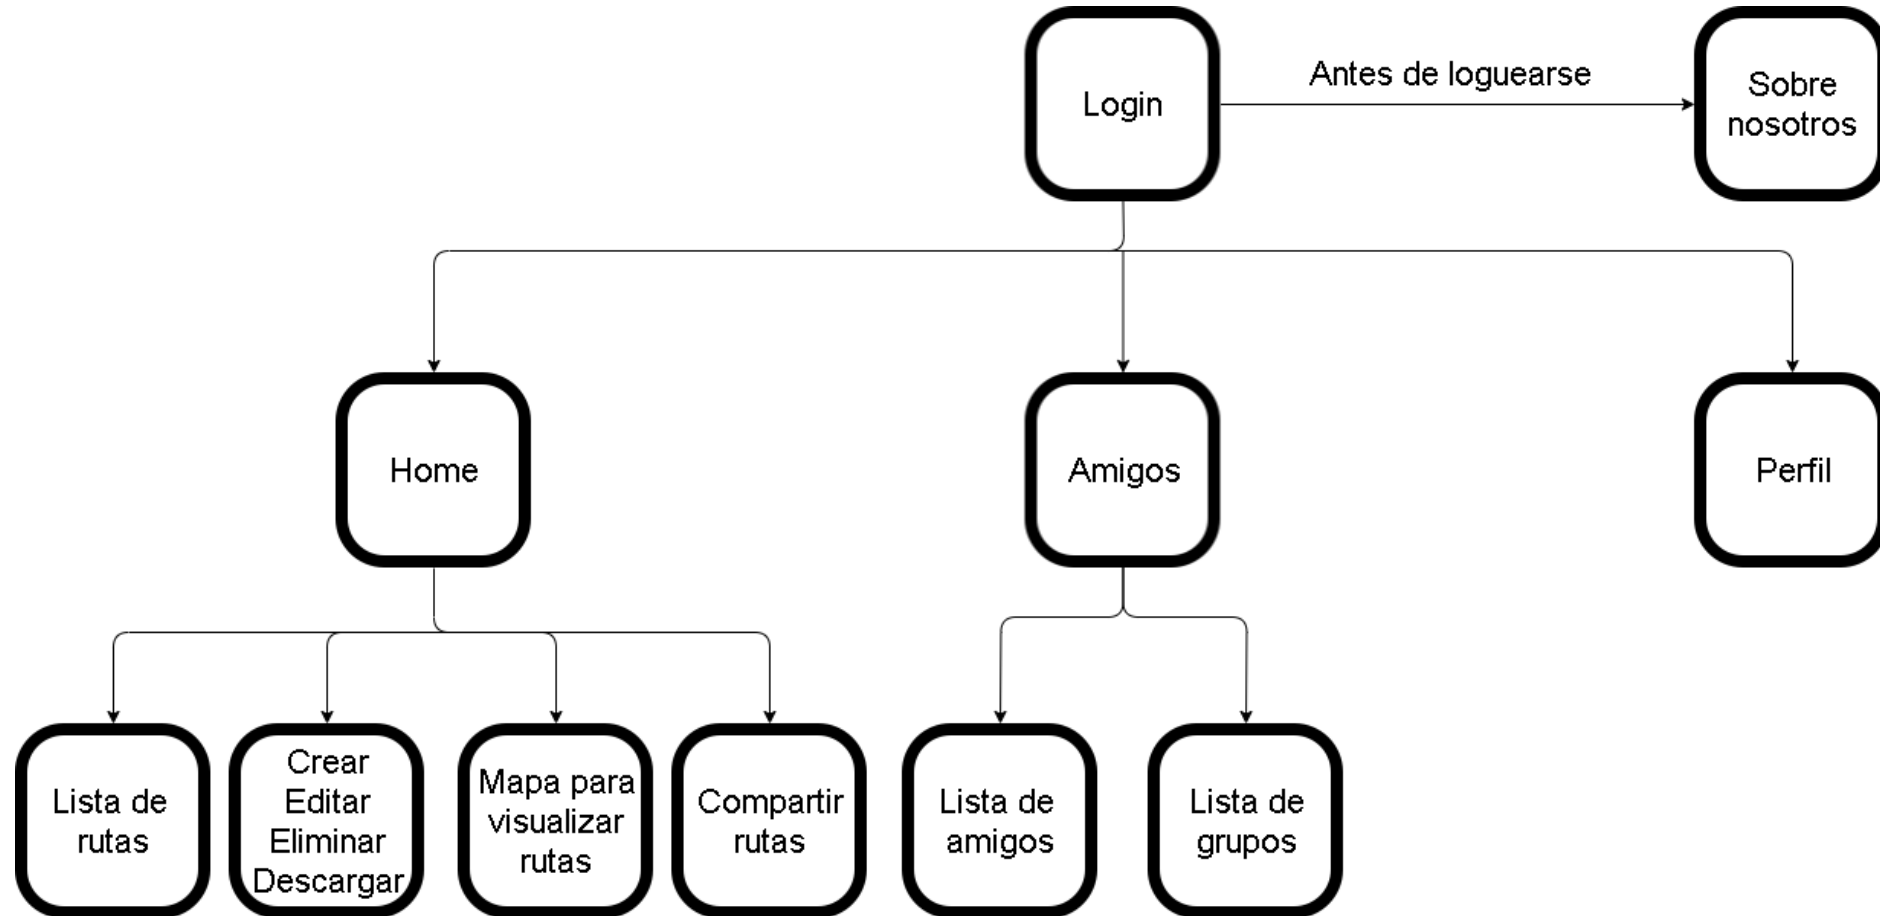 Login
Antes de loguearse
Sobre
nosotros
Home
Amigos
Perfil
Lista de
rutas
Crear
Editar
Eliminar
Descargar
Mapa para
visualizar
rutas
Compartir
rutas
Lista de
amigos
Lista de
grupos